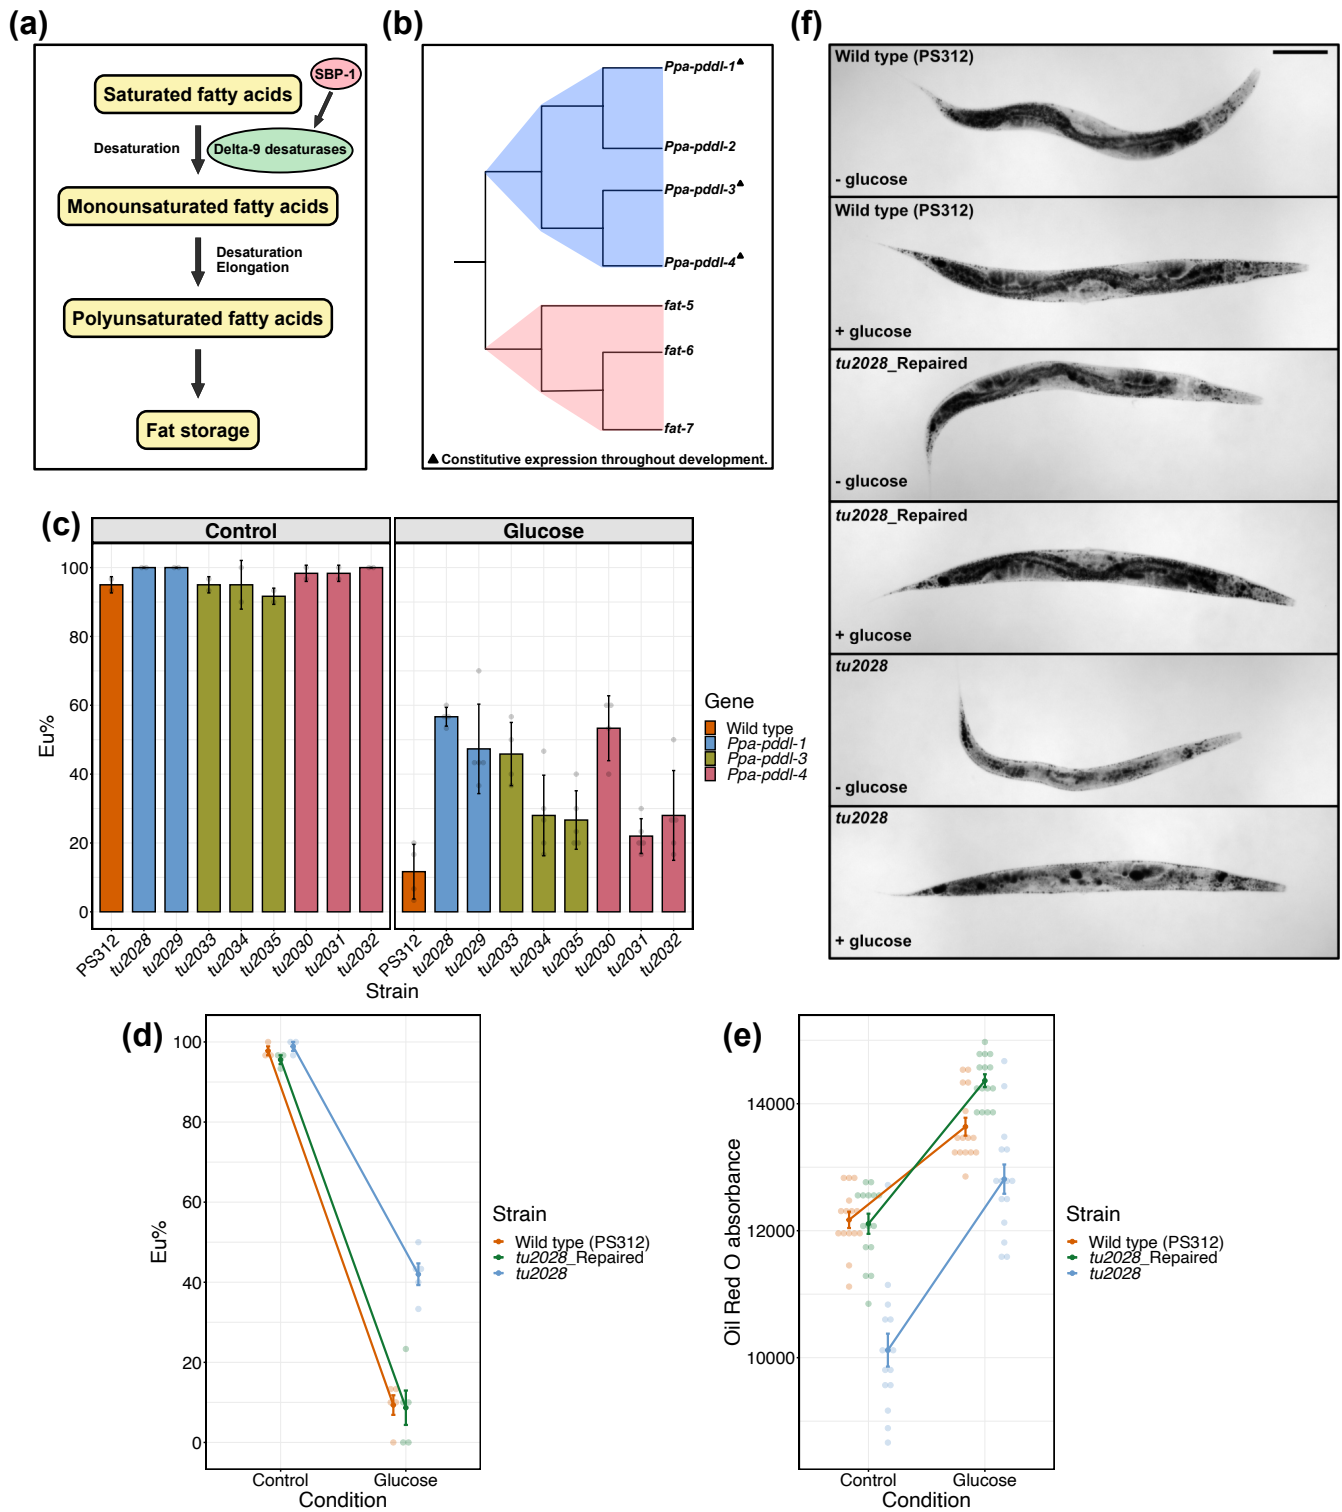 (a)
SBP-1
Saturated fatty acids
Desaturation
Delta-9 desaturases
Monounsaturated fatty acids
Desaturation
Elongation
Polyunsaturated fatty acids
Fat storage
(b)
Ppa-pddl-1▲
Ppa-pddl-2
Ppa-pddl-3▲
Ppa-pddl-4▲
fat-5
fat-6
fat-7
▲ Constitutive expression throughout development.
(c)
Control
Glucose
Eu%
100
80
60
40
20
0
PS312
tu2028
tu2029
tu2033
tu2034
tu2035
tu2030
tu2031
tu2032
PS312
tu2028
tu2029
tu2033
tu2034
tu2035
tu2030
tu2031
tu2032
Strain
Gene
Wild type
Ppa-pddl-1
Ppa-pddl-3
Ppa-pddl-4
(d)
Eu%
100
80
60
40
20
0
Control
Glucose
Condition
Strain
Wild type (PS312)
tu2028_Repaired
tu2028
(e)
Oil Red O absorbance
14000
12000
10000
Control
Glucose
Condition
Strain
Wild type (PS312)
tu2028_Repaired
tu2028
(f)
Wild type (PS312)
- glucose
Wild type (PS312)
+ glucose
tu2028_Repaired
- glucose
tu2028_Repaired
+ glucose
tu2028
- glucose
tu2028
+ glucose